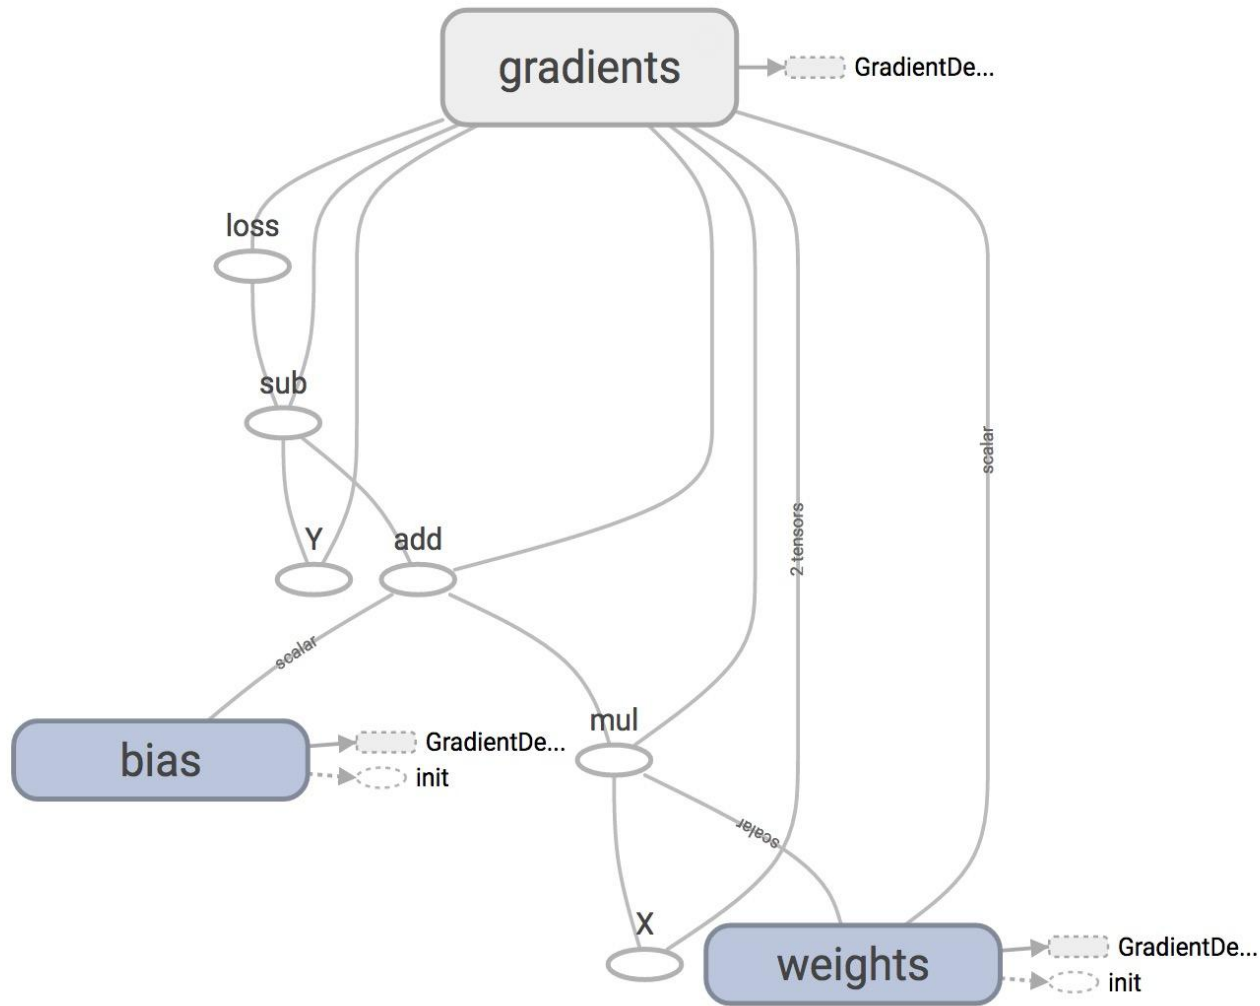 gradients
GradientDe...
loss
sub
scalar
2 tensors
Y
add
scalar
mul
bias
GradientDe...
init
scalar
X
weights
GradientDe...
init